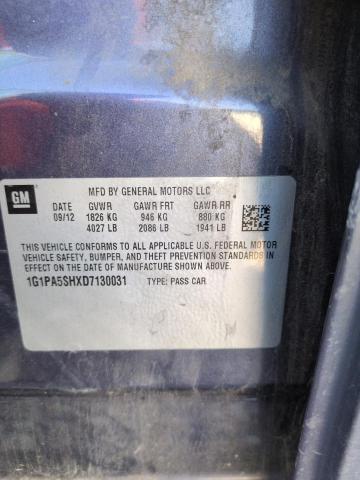 GM
MFD BY GENERAL MOTORS LLC
DATE GVWR GAWR FRT GAWR RR
09/12 1826 KG 946 KG 880 KG
4027 LB 2086 LB 1941 LB
THIS VEHICLE CONFORMS TO ALL APPLICABLE U.S. FEDERAL MOTOR
VEHICLE SAFETY, BUMPER, AND THEFT PREVENTION STANDARDS
IN EFFECT ON THE DATE OF MANUFACTURE SHOWN ABOVE.
1G1PA5SHXD7130031 TYPE: PASS CAR